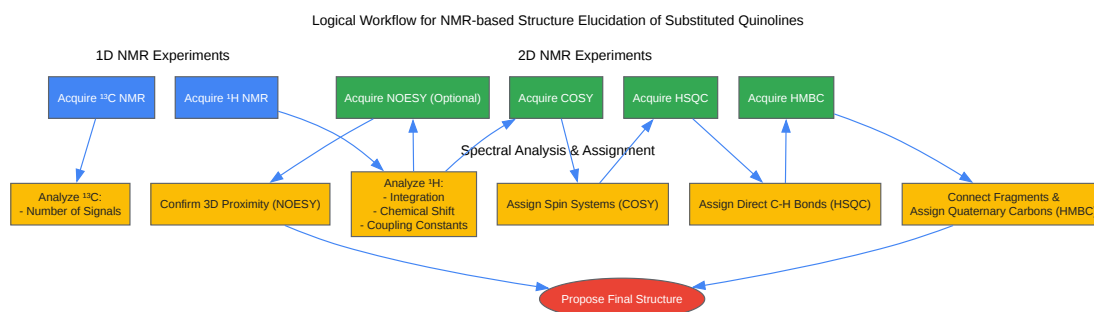 Logical Workflow for NMR-based Structure Elucidation of Substituted Quinolines
1D NMR Experiments
2D NMR Experiments
Acquire ¹³C NMR
Acquire ¹H NMR
Acquire NOESY (Optional)
Acquire COSY
Acquire HSQC
Acquire HMBC
Spectral Analysis & Assignment
Analyze ¹³C:
- Number of Signals
Confirm 3D Proximity (NOESY)
Analyze ¹H:
- Integration
- Chemical Shift
- Coupling Constants
Assign Spin Systems (COSY)
Assign Direct C-H Bonds (HSQC)
Connect Fragments &
Assign Quaternary Carbons (HMBC)
Propose Final Structure